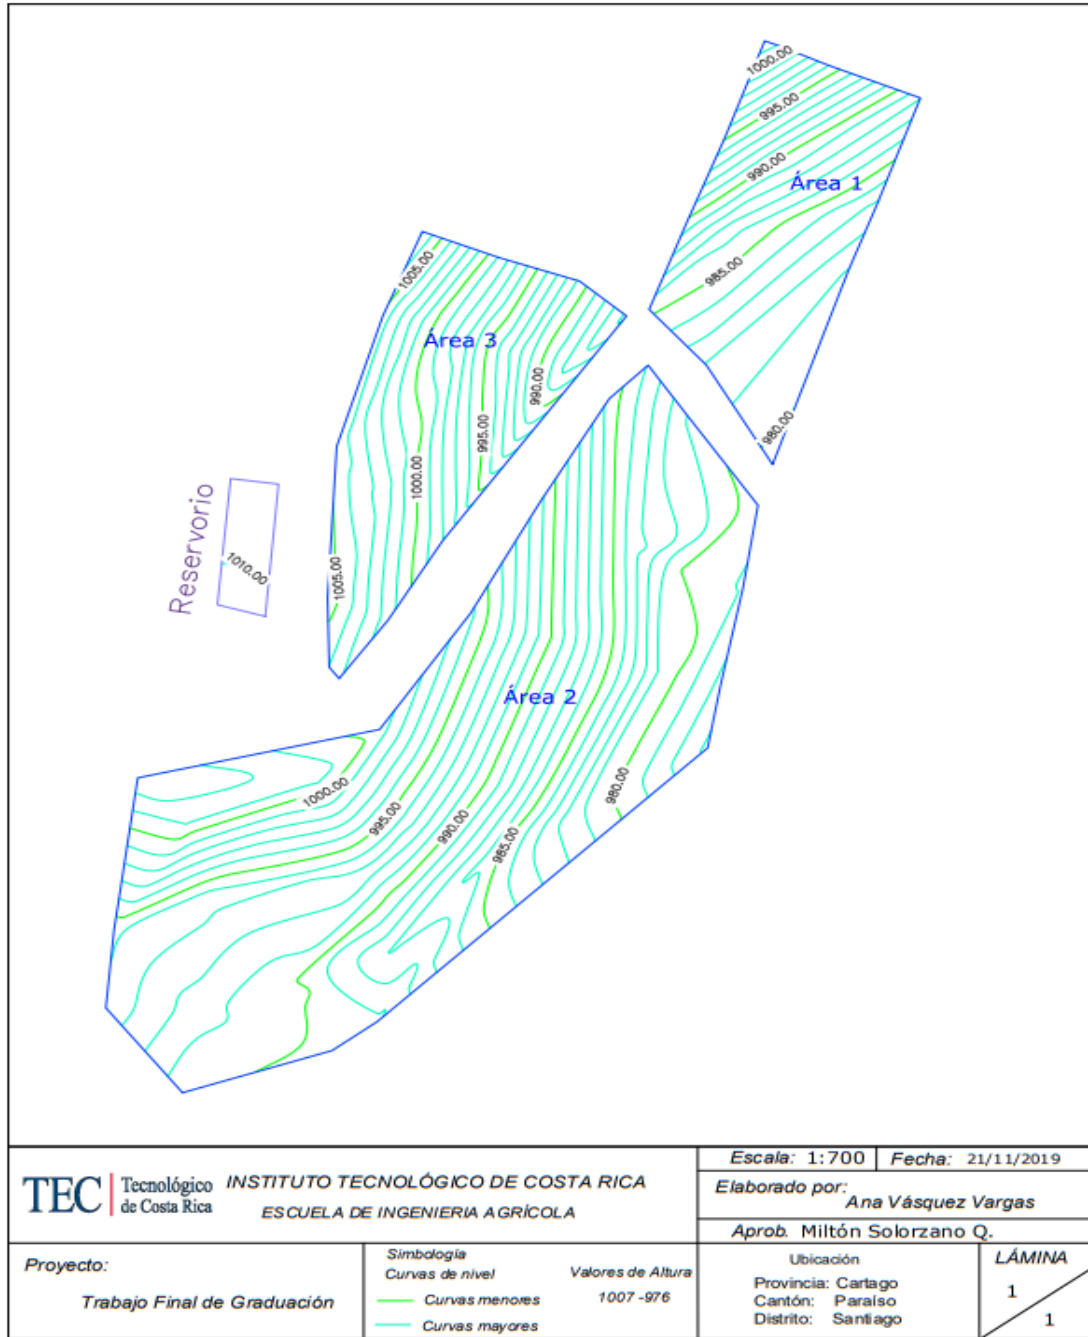 1000.00
995.00
990.00
Área 1
985.00
980.00
1005.00
Área 3
990.00
995.00
1000.00
1005.00
Reservorio
1010.00
Área 2
1000.00
995.00
990.00
985.00
980.00
TEC Tecnológico
de Costa Rica
INSTITUTO TECNOLÓGICO DE COSTA RICA
ESCUELA DE INGENIERIA AGRÍCOLA
Escala: 1:700
Fecha: 21/11/2019
Elaborado por:
Ana Vásquez Vargas
Aprob. Miltón Solorzano Q.
Proyecto:
Trabajo Final de Graduación
Simbología
Curvas de nivel
Valores de Altura
Curvas menores
1007 -976
Curvas mayores
Ubicación
Provincia: Cartago
Cantón: Paraíso
Distrito: Santiago
LÁMINA
1
1